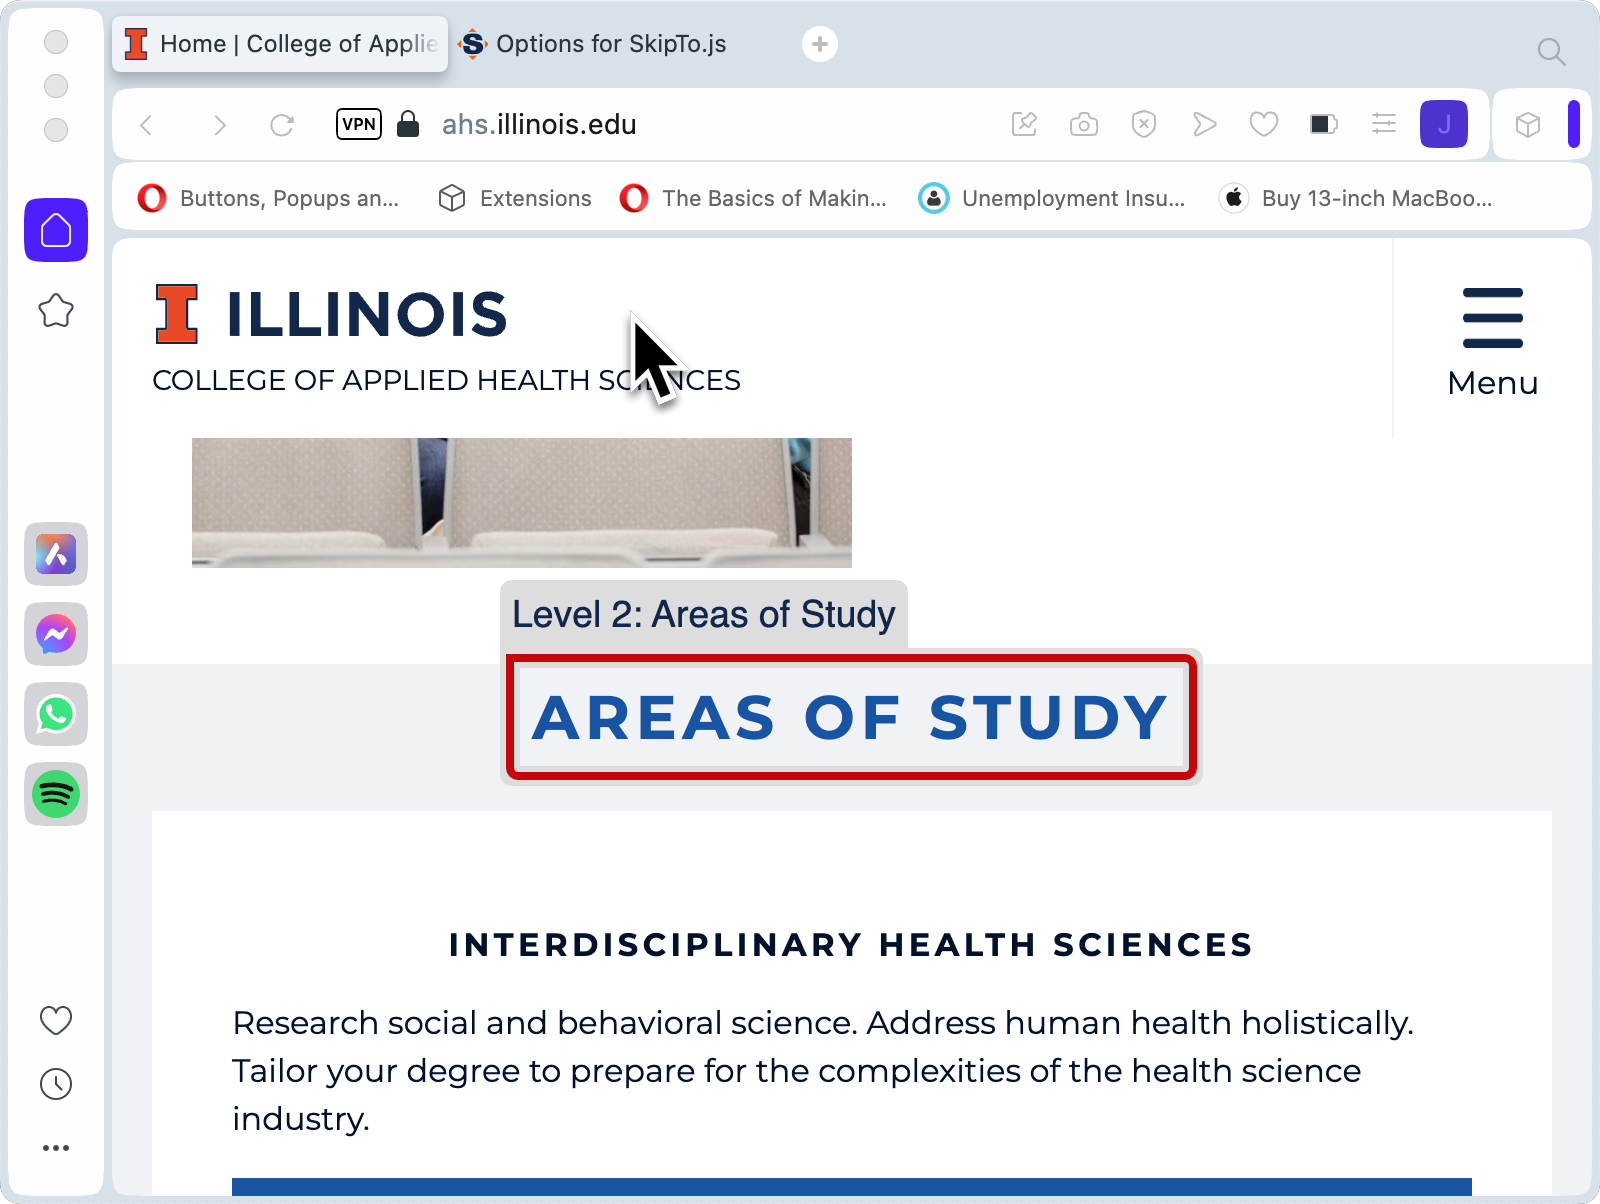 Home | College of Applie
Options for SkipTo.js
VPN
ahs.illinois.edu
J
Buttons, Popups an...
Extensions
The Basics of Makin...
Unemployment Insu...
Buy 13-inch MacBoo...
ILLINOIS
COLLEGE OF APPLIED HEALTH SCIENCES
Menu
Level 2: Areas of Study
AREAS OF STUDY
INTERDISCIPLINARY HEALTH SCIENCES
Research social and behavioral science. Address human health holistically.
Tailor your degree to prepare for the complexities of the health science
industry.